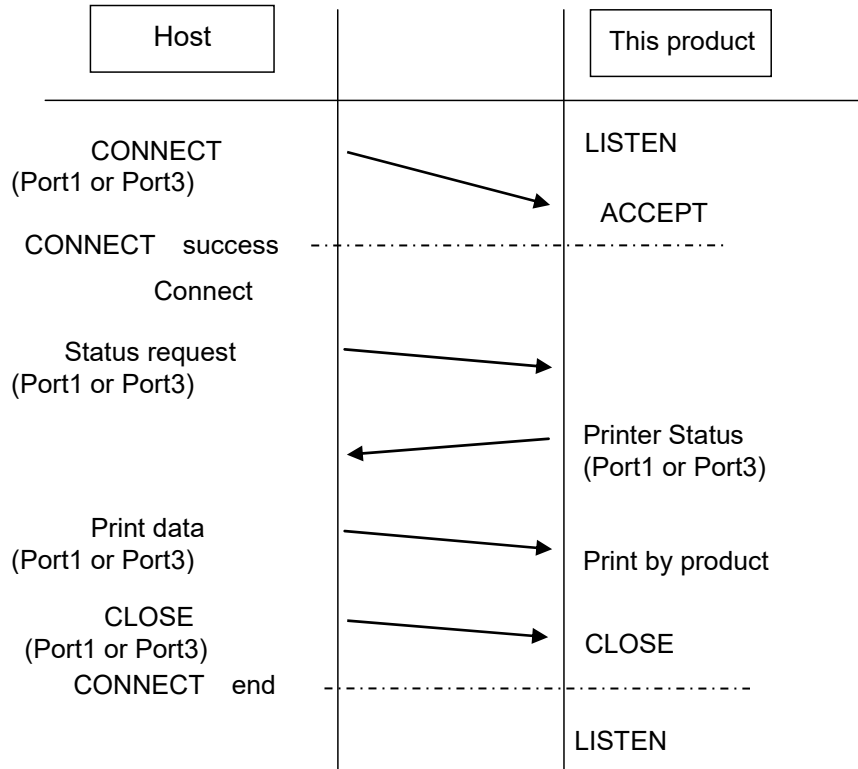 Host
This product
CONNECT
(Port1 or Port3)
LISTEN
ACCEPT
CONNECT success
Connect
Status request
(Port1 or Port3)
Printer Status
(Port1 or Port3)
Print data
(Port1 or Port3)
Print by product
CLOSE
(Port1 or Port3)
CLOSE
CONNECT end
LISTEN